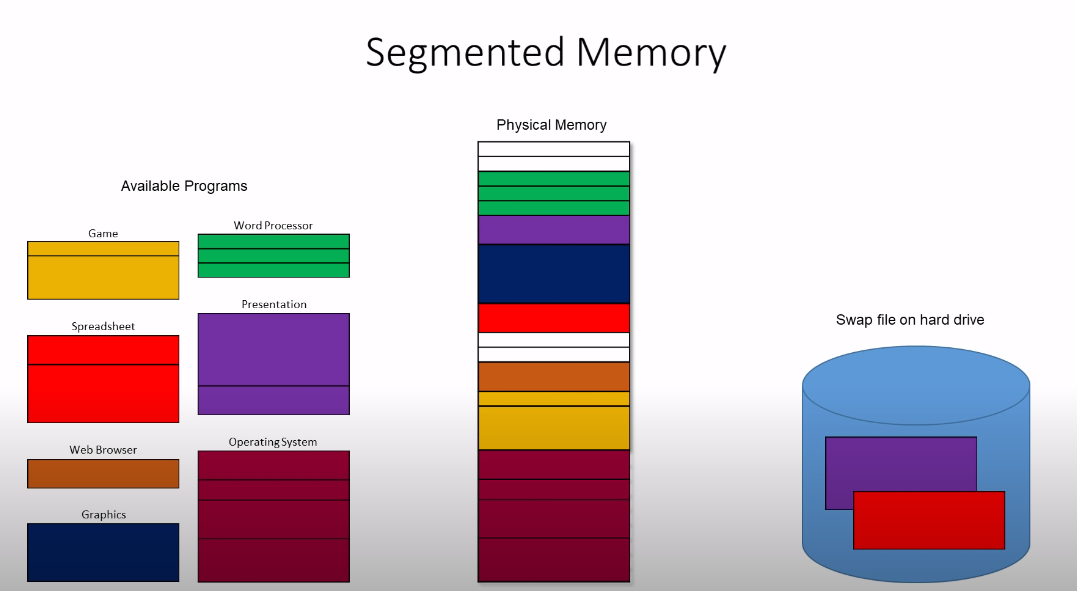 Segmented Memory
Physical Memory
Available Programs
Game
Word Processor
Spreadsheet
Presentation
Web Browser
Operating System
Graphics
Swap file on hard drive